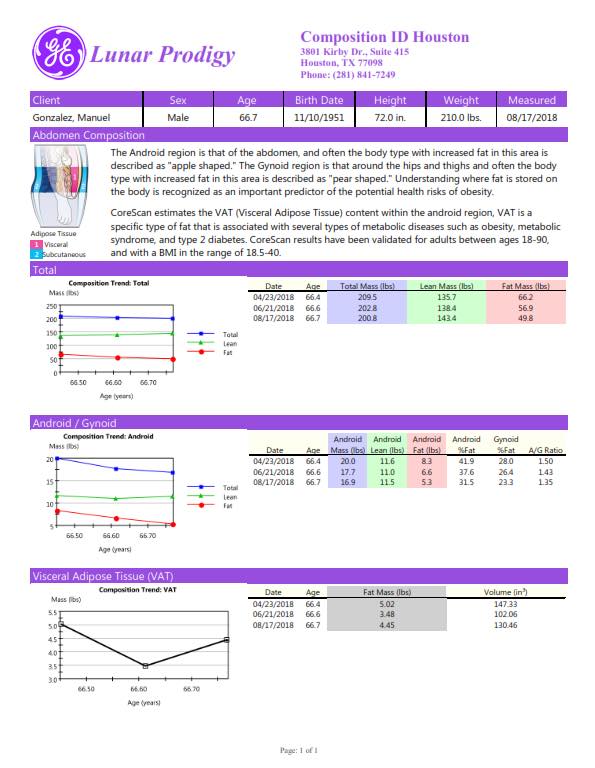 GE
Lunar Prodigy
Composition ID Houston
3801 Kirby Dr., Suite 415
Houston, TX 77098
Phone: (281) 841-7249
Client Sex Age Birth Date Height Weight Measured
Gonzalez, Manuel Male 66.7 11/10/1951 72.0 in. 210.0 lbs. 08/17/2018
Abdomen Composition
The Android region is that of the abdomen, and often the body type with increased fat in this area is
described as "apple shaped." The Gynoid region is that around the hips and thighs and often the body
type with increased fat in this area is described as "pear shaped." Understanding where fat is stored on
the body is recognized as an important predictor of the potential health risks of obesity.
CoreScan estimates the VAT (Visceral Adipose Tissue) content within the android region, VAT is a
specific type of fat that is associated with several types of metabolic diseases such as obesity, metabolic
syndrome, and type 2 diabetes. CoreScan results have been validated for adults between ages 18-90,
and with a BMI in the range of 18.5-40.
Adipose Tissue
1 Visceral
2 Subcutaneous
Total
Composition Trend: Total
Mass (lbs)
250
200
150
100
50
0
66.50 66.60 66.70
Age (years)
Total
Lean
Fat
Date Age Total Mass (lbs) Lean Mass (lbs) Fat Mass (lbs)
04/23/2018 66.4 209.5 135.7 66.2
06/21/2018 66.6 202.8 138.4 56.9
08/17/2018 66.7 200.8 143.4 49.8
Android / Gynoid
Composition Trend: Android
Mass (lbs)
20
15
10
5
66.50 66.60 66.70
Age (years)
Total
Lean
Fat
Android Android Android Android Gynoid
Date Age Mass (lbs) Lean (lbs) Fat (lbs) %Fat %Fat A/G Ratio
04/23/2018 66.4 20.0 11.6 8.3 41.9 28.0 1.50
06/21/2018 66.6 17.7 11.0 6.6 37.6 26.4 1.43
08/17/2018 66.7 16.9 11.5 5.3 31.5 23.3 1.35
Visceral Adipose Tissue (VAT)
Composition Trend: VAT
Mass (lbs)
5.5
5.0
4.5
4.0
3.5
3.0
66.50 66.60 66.70
Age (years)
Date Age Fat Mass (lbs) Volume (in³)
04/23/2018 66.4 5.02 147.33
06/21/2018 66.6 3.48 102.06
08/17/2018 66.7 4.45 130.46
Page: 1 of 1